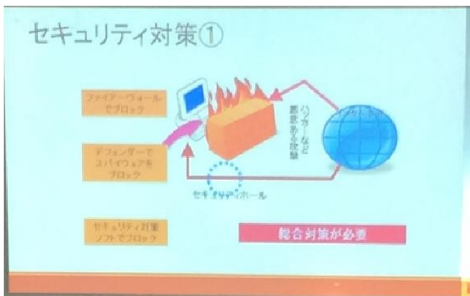 セキュリティ対策①
ファイアーウォール
でブロック
デフェンダーで
スパイウェアを
ブロック
セキュリティ対策
ソフトでブロック
ハッカーなど
悪意ある攻撃
セキュリティホール
総合対策が必要